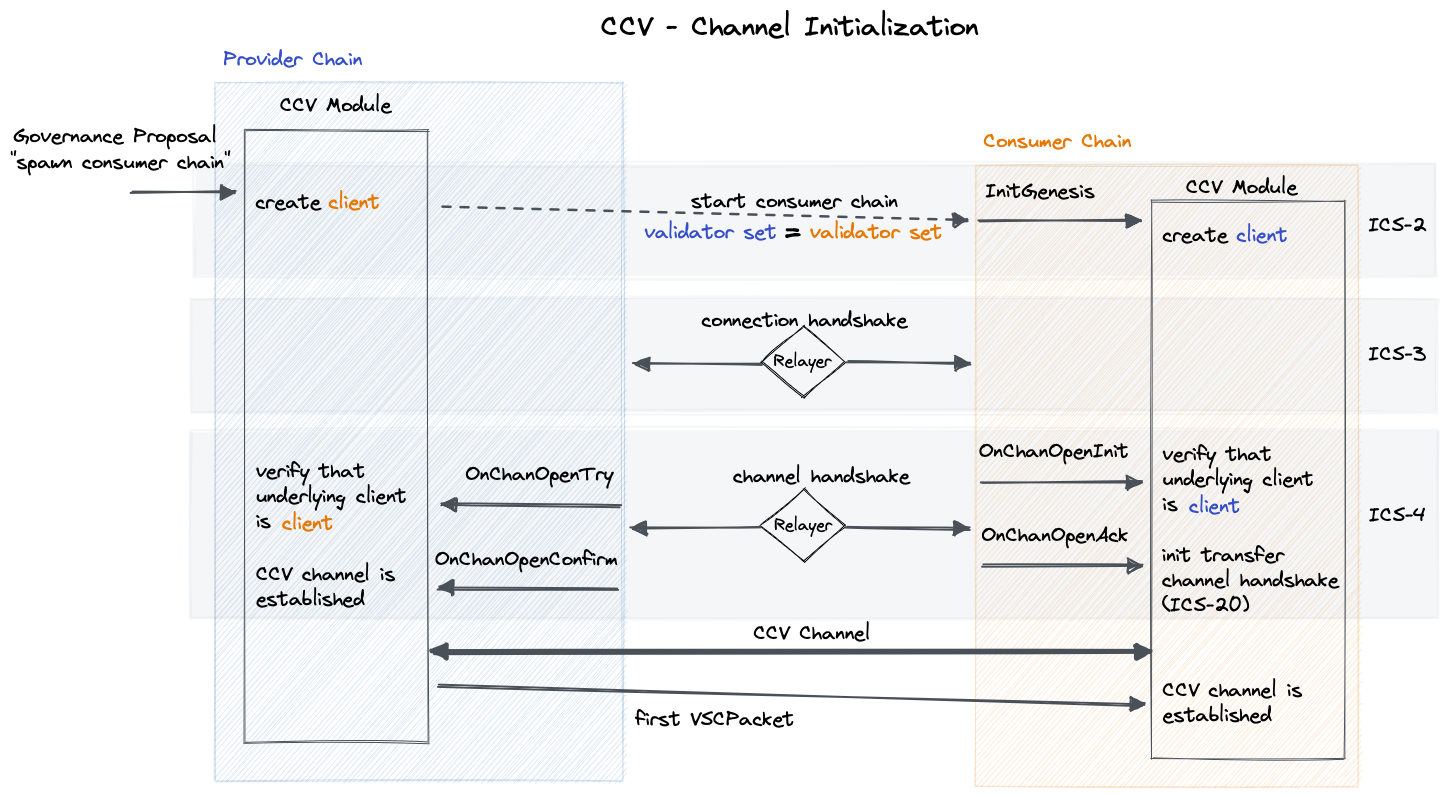 CCV - Channel Initialization
Provider Chain
CCV Module
Governance Proposal
"spawn consumer chain"
Consumer Chain
create client
start consumer chain
validator set = validator set
InitGenesis
CCV Module
create client
ICS-2
connection handshake
Relayer
ICS-3
verify that
underlying client
is client
OnChanOpenTry
channel handshake
Relayer
OnChanOpenInit
verify that
underlying client
is client
ICS-4
OnChanOpenConfirm
CCV channel is
established
OnChanOpenAck
init transfer
channel handshake
(ICS-20)
CCV Channel
first VSCPacket
CCV channel is
established